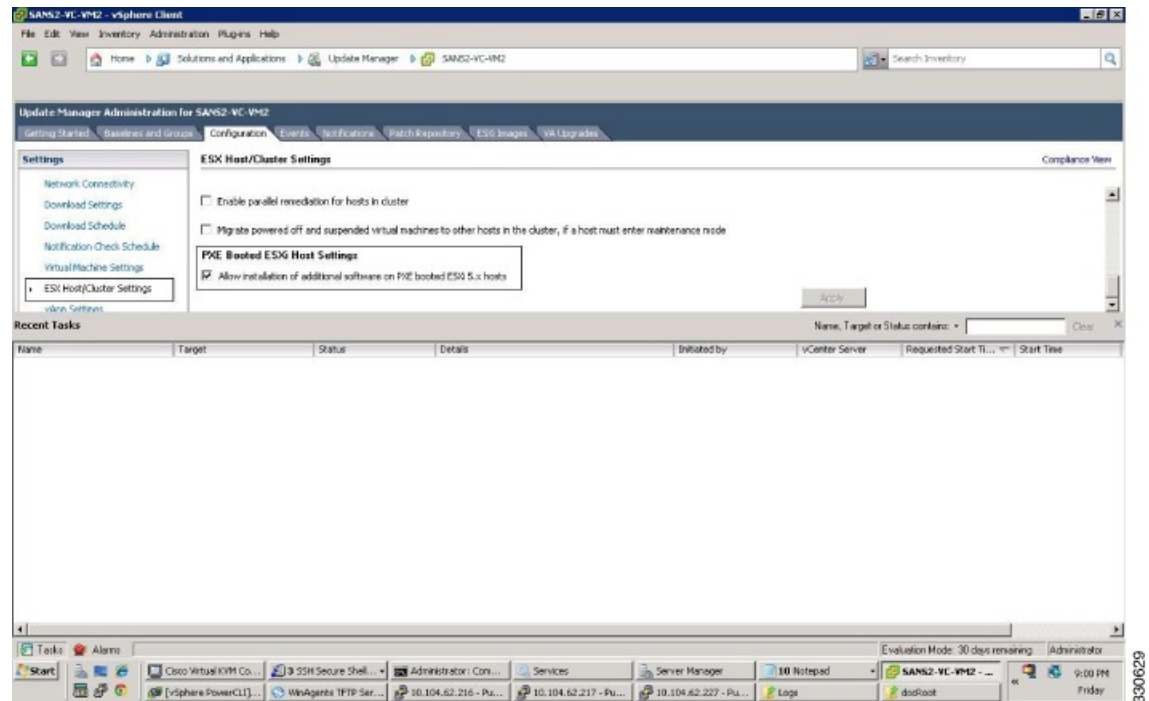 SANS2-VC-VM2 - vSphere Client
File Edit View Inventory Administration Plug-ins Help
Home Solutions and Applications Update Manager SANS2-VC-VM2 Search Inventory
Update Manager Administration for SANS2-VC-VM2
Getting Started Baselines and Groups Configuration Events Notifications Patch Repository ESXi Images VA Upgrades
Settings
Network Connectivity
Download Settings
Download Schedule
Notification Check Schedule
Virtual Machine Settings
ESX Host/Cluster Settings
vApp Settings
ESX Host/Cluster Settings
Compliance View
Enable parallel remediation for hosts in cluster
Migrate powered off and suspended virtual machines to other hosts in the cluster, if a host must enter maintenance mode
PXE Booted ESXi Host Settings
Allow installation of additional software on PXE booted ESXi 5.x hosts
Apply
Recent Tasks
Name, Target or Status contains: Clear
Name Target Status Details Initiated by vCenter Server Requested Start Ti... Start Time
Tasks Alarms
Evaluation Mode: 30 days remaining Administrator
Start Cisco Virtual KVM Co... 3 SSH Secure Shell... Administrator: Com... Services Server Manager 10 Notepad SANS2-VC-VM2 - ... 9:00 PM
[vSphere PowerCLI]... WinAgents TFTP Ser... 10.104.62.216 - Pu... 10.104.62.217 - Pu... 10.104.62.227 - Pu... Logs docRoot Friday
330629